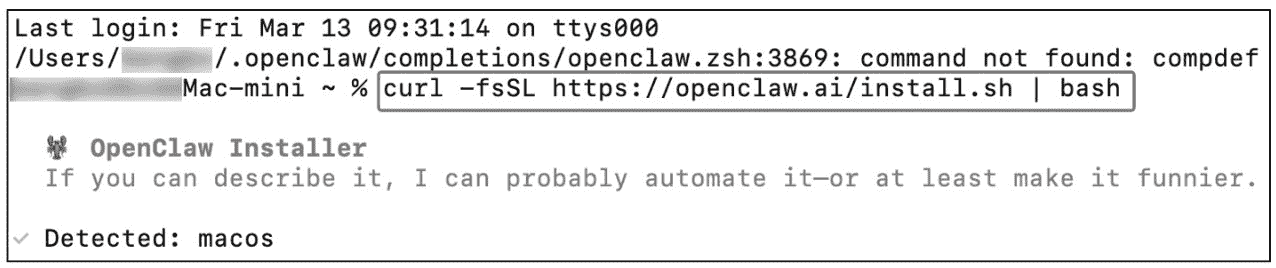 Last login: Fri Mar 13 09:31:14 on ttys000
/Users/ /.openclaw/completions/openclaw.zsh:3869: command not found: compdef
Mac-mini ~ % curl -fsSL https://openclaw.ai/install.sh | bash
OpenClaw Installer
If you can describe it, I can probably automate it—or at least make it funnier.
✓ Detected: macos